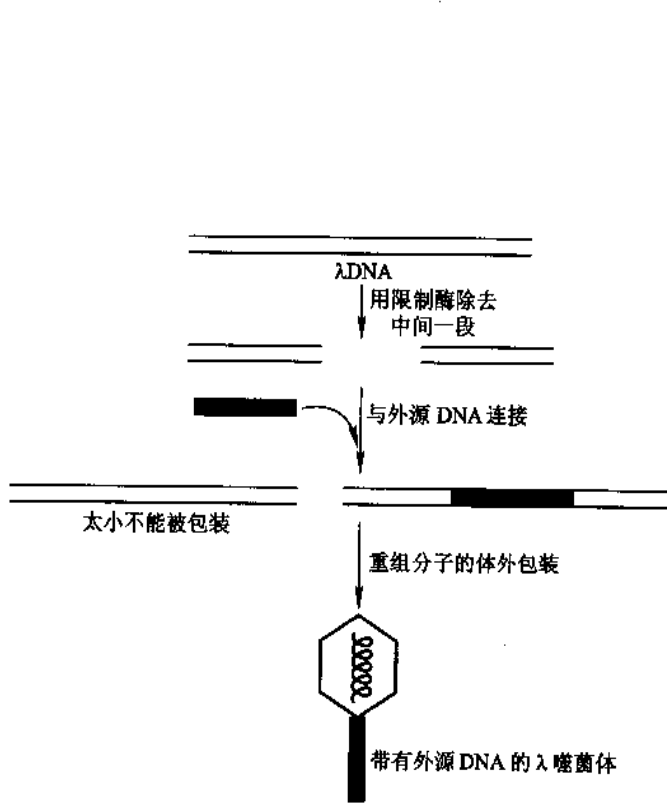 λDNA
用限制酶除去
中间一段
与外源 DNA 连接
太小不能被包装
重组分子的体外包装
带有外源 DNA 的 λ 噬菌体